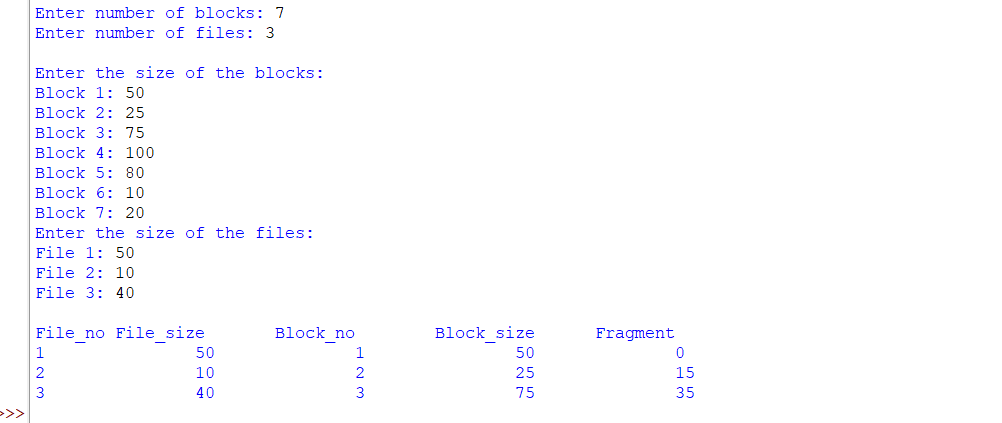 Enter number of blocks: 7
Enter number of files: 3
Enter the size of the blocks:
Block 1: 50
Block 2: 25
Block 3: 75
Block 4: 100
Block 5: 80
Block 6: 10
Block 7: 20
Enter the size of the files:
File 1: 50
File 2: 10
File 3: 40
File_no File_size Block_no Block_size Fragment
1 50 1 50 0
2 10 2 25 15
3 40 3 75 35
>>>